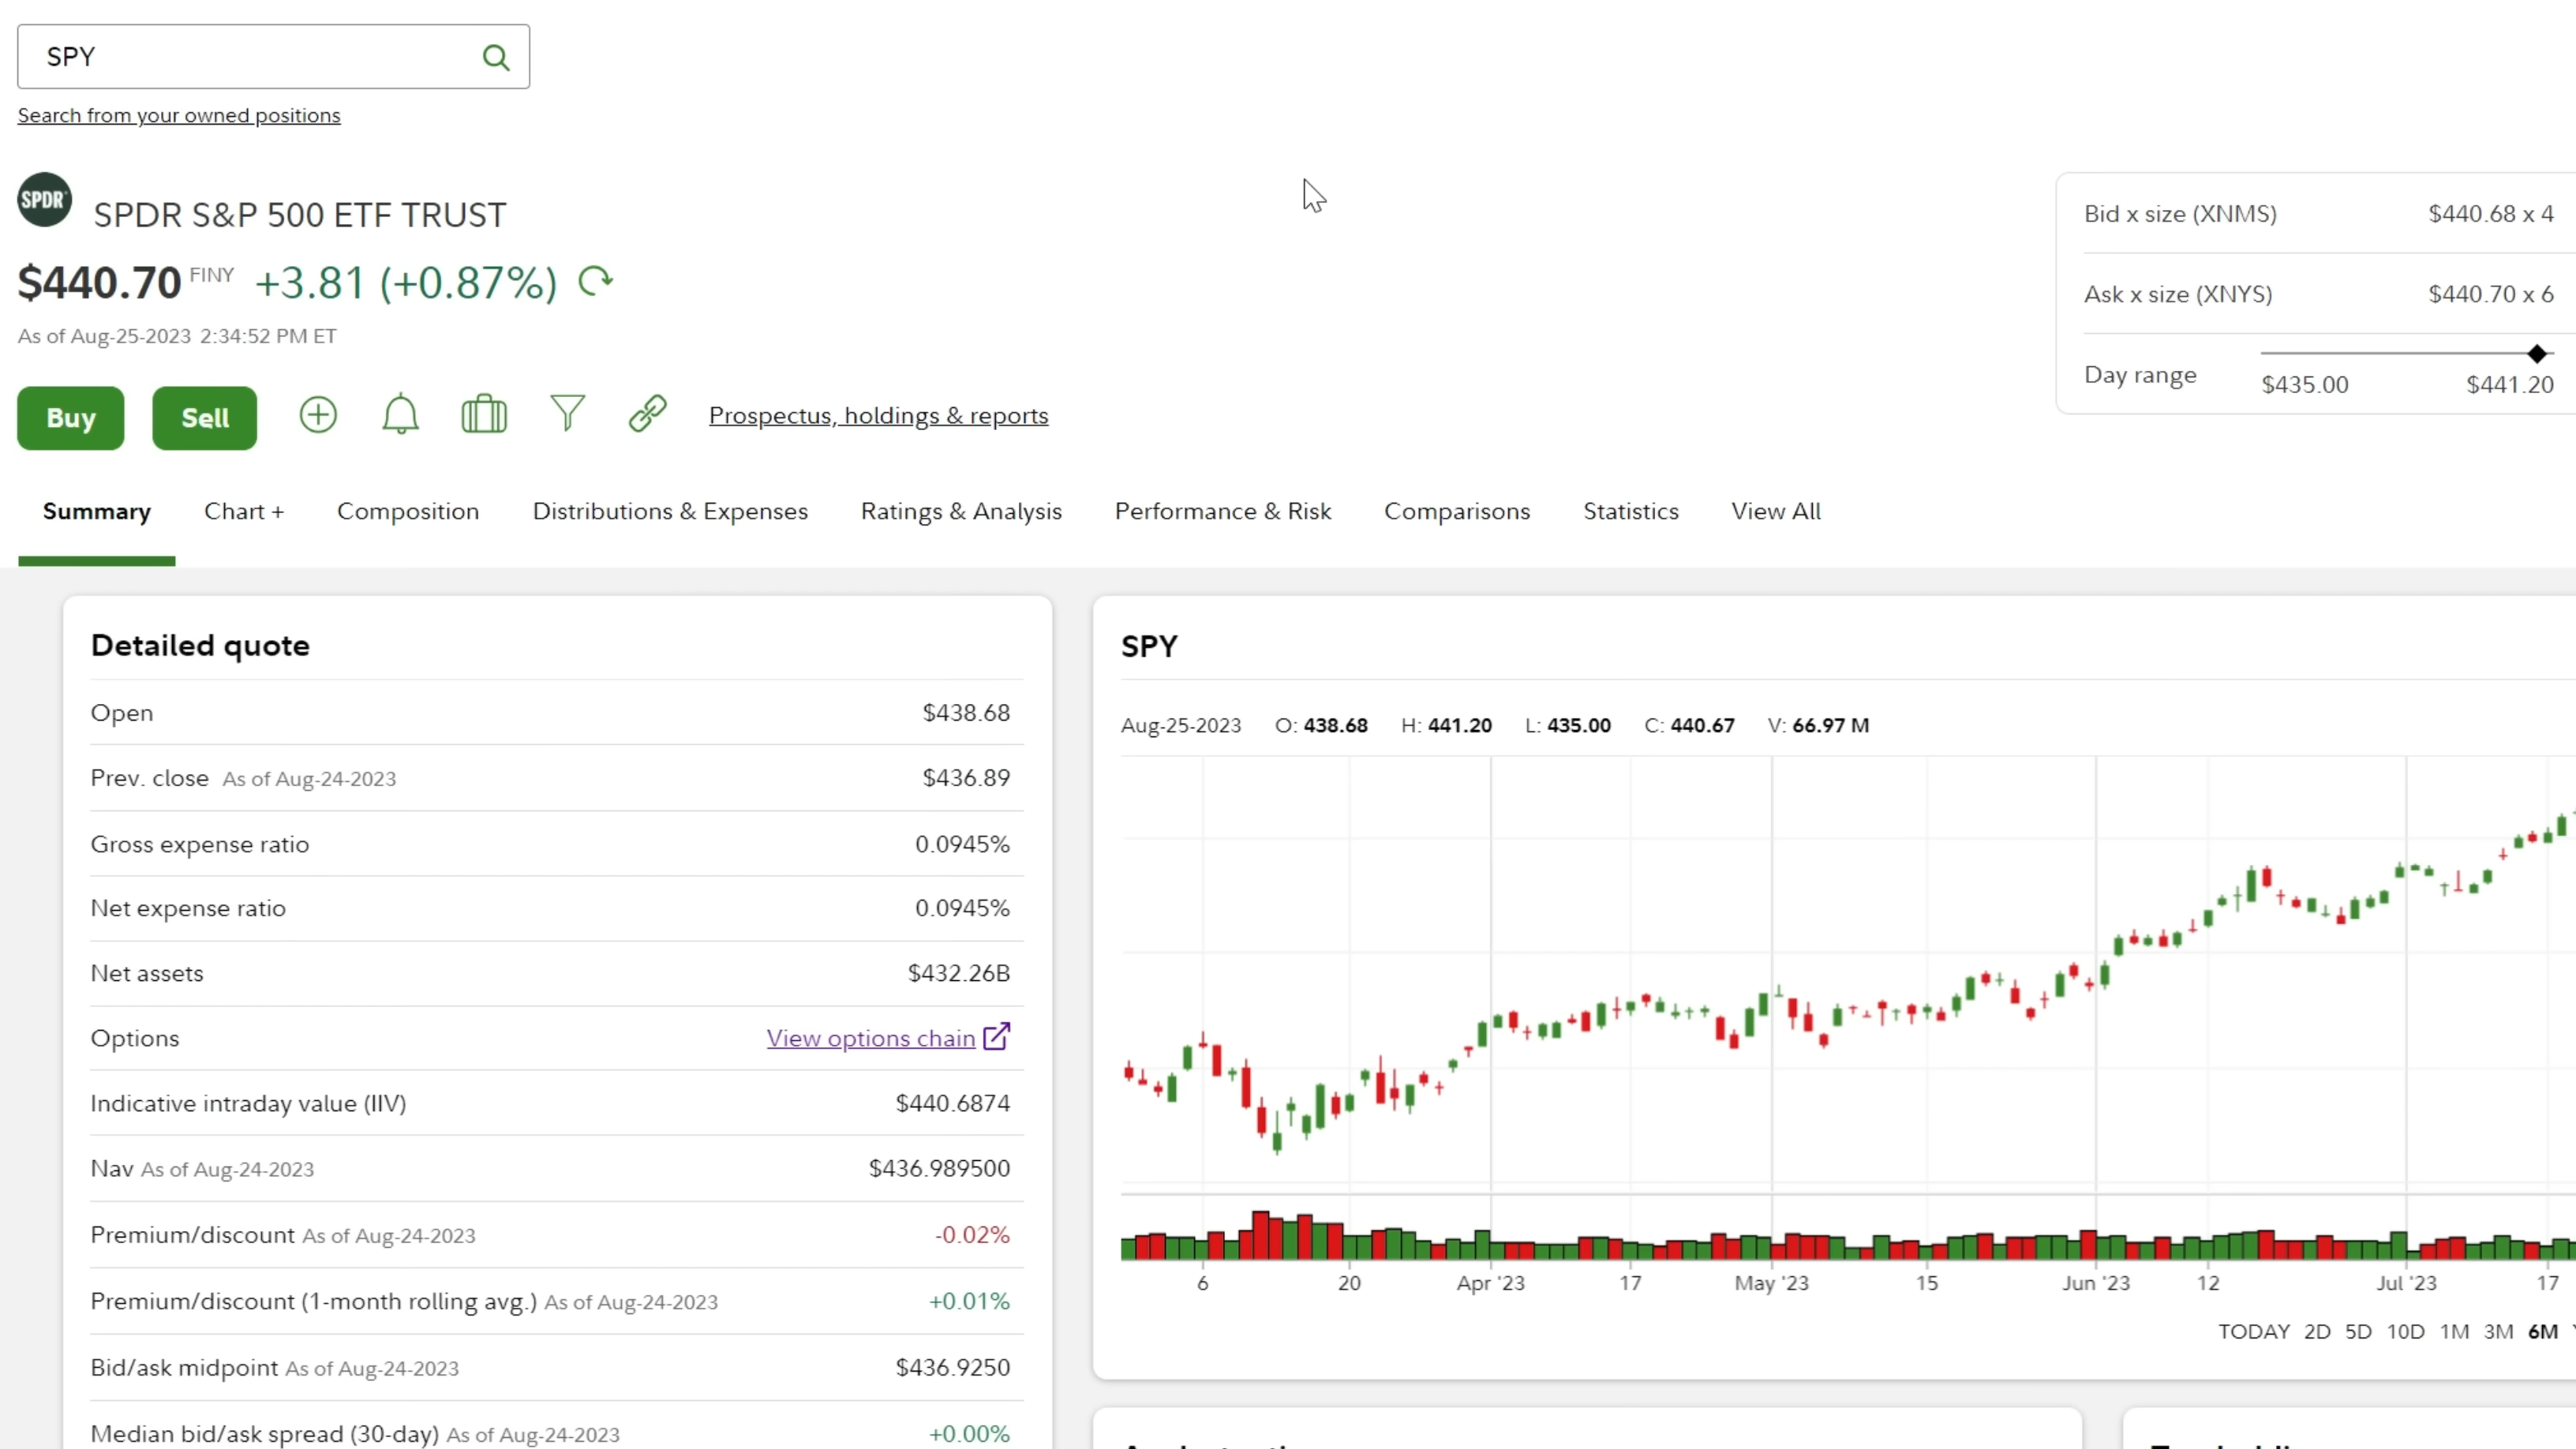 SPY
Search from your owned positions
SPDR
SPDR S&P 500 ETF TRUST
$440.70 FINY +3.81 (+0.87%)
As of Aug-25-2023 2:34:52 PM ET
Bid x size (XNMS) $440.68 x 4
Ask x size (XNYS) $440.70 x 6
Day range $435.00 $441.20
Buy Sell Prospectus, holdings & reports
Summary Chart + Composition Distributions & Expenses Ratings & Analysis Performance & Risk Comparisons Statistics View All
Detailed quote
Open $438.68
Prev. close As of Aug-24-2023 $436.89
Gross expense ratio 0.0945%
Net expense ratio 0.0945%
Net assets $432.26B
Options View options chain
Indicative intraday value (IIV) $440.6874
Nav As of Aug-24-2023 $436.989500
Premium/discount As of Aug-24-2023 -0.02%
Premium/discount (1-month rolling avg.) As of Aug-24-2023 +0.01%
Bid/ask midpoint As of Aug-24-2023 $436.9250
Median bid/ask spread (30-day) As of Aug-24-2023 +0.00%
SPY
Aug-25-2023 O: 438.68 H: 441.20 L: 435.00 C: 440.67 V: 66.97 M
6 20 Apr '23 17 May '23 15 Jun '23 12 Jul '23 17
TODAY 2D 5D 10D 1M 3M 6M